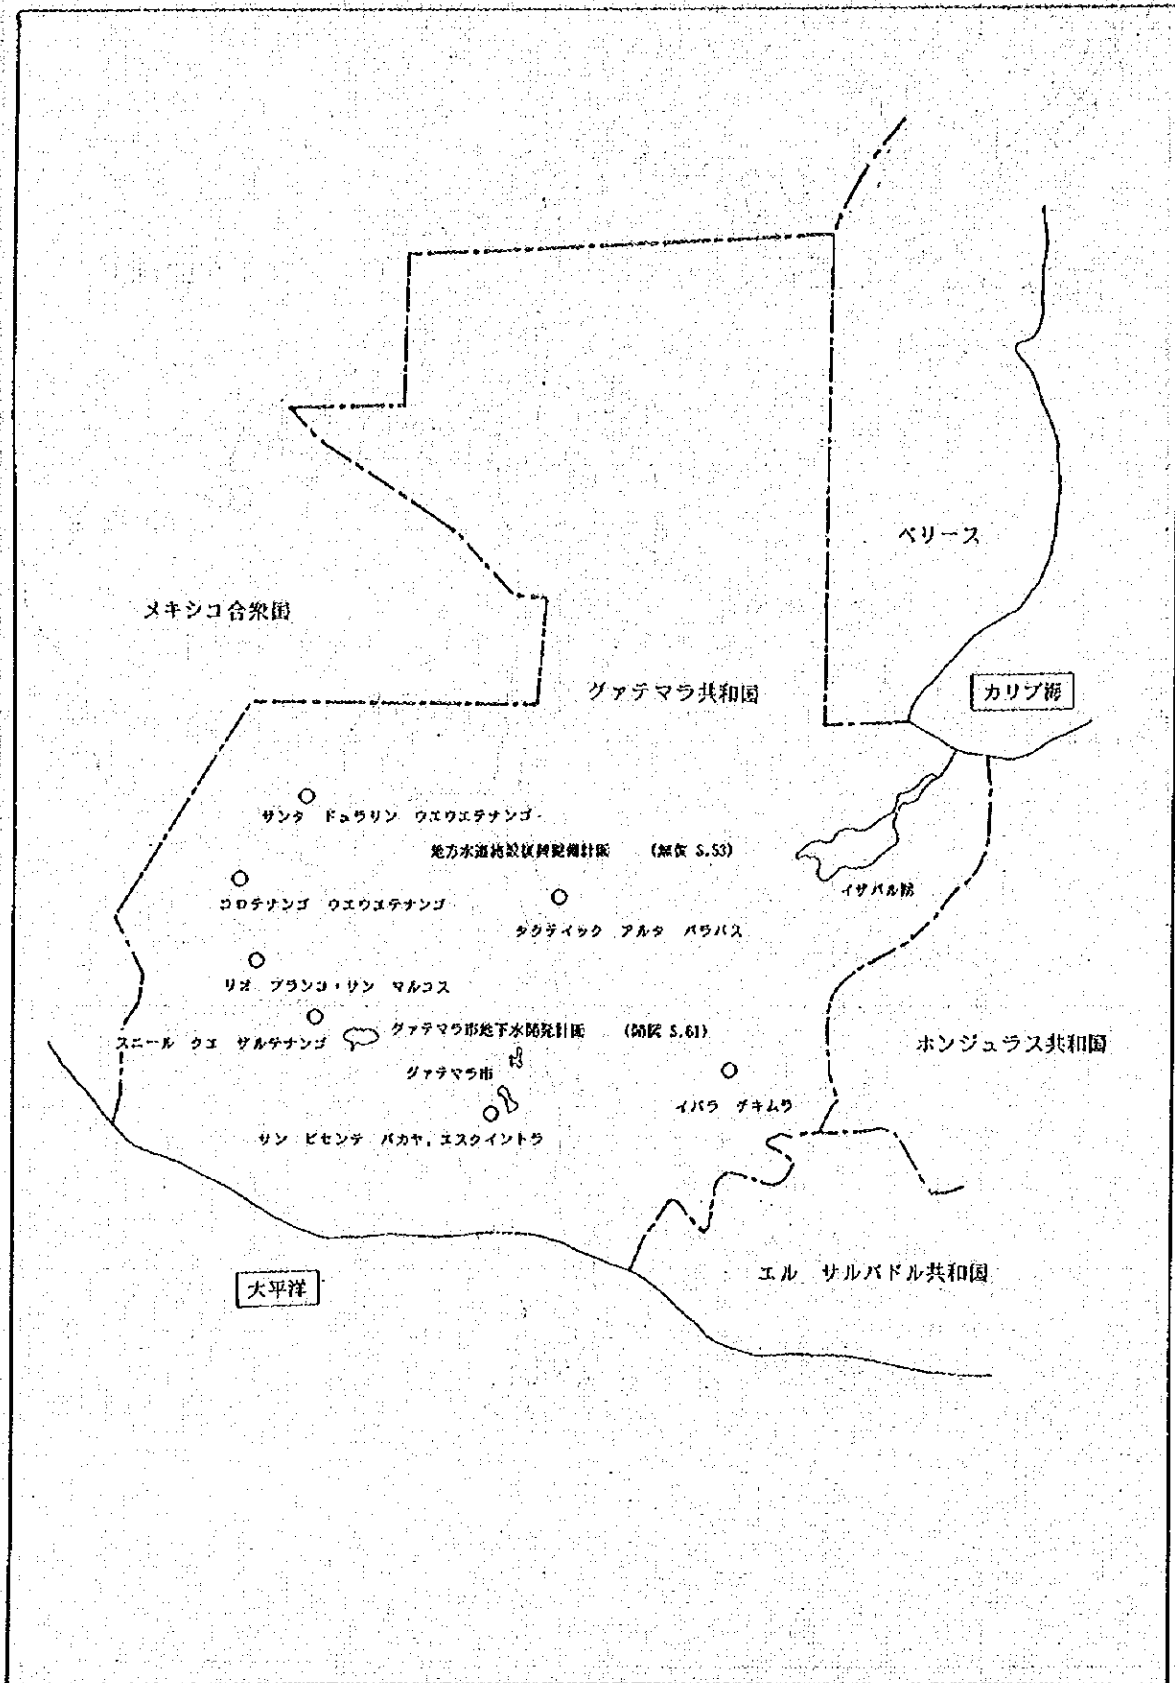 ベリース
メキシコ合衆国
グァテマラ共和国
カリブ海
サンタ ドュラリン ウエウエテナンゴ
地方水道施設復興整備計画 (無償 S.53)
イサバル湖
コロテナンゴ ウエウエテナンゴ
タクティック アルタ バラパス
リオ ブランコ・サン マルコス
グァテマラ市地下水開発計画 (開調 S.61)
スニール クエ サルテナンゴ
ホンジュラス共和国
グァテマラ市
イパラ チキムラ
サン ビセンテ パカヤ,エスクイントラ
エル サルバドル共和国
大平洋